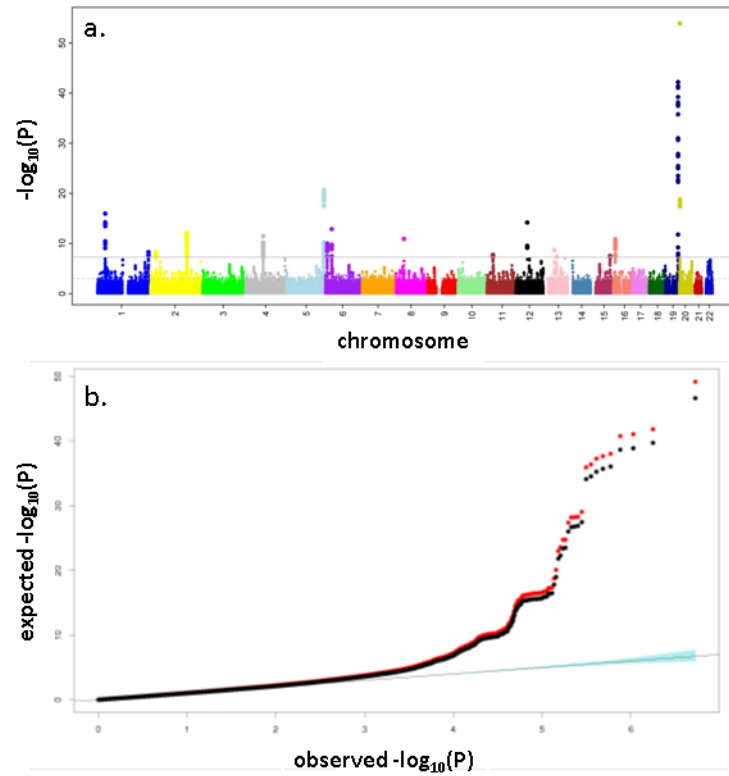 a.
-log₁₀(P)
50
40
30
20
10
0
1 2 3 4 5 6 7 8 9 10 11 12 13 14 15 16 17 18 19 20 21 22
chromosome
b.
expected -log₁₀(P)
50
40
30
20
10
0
0 1 2 3 4 5 6
observed -log₁₀(P)